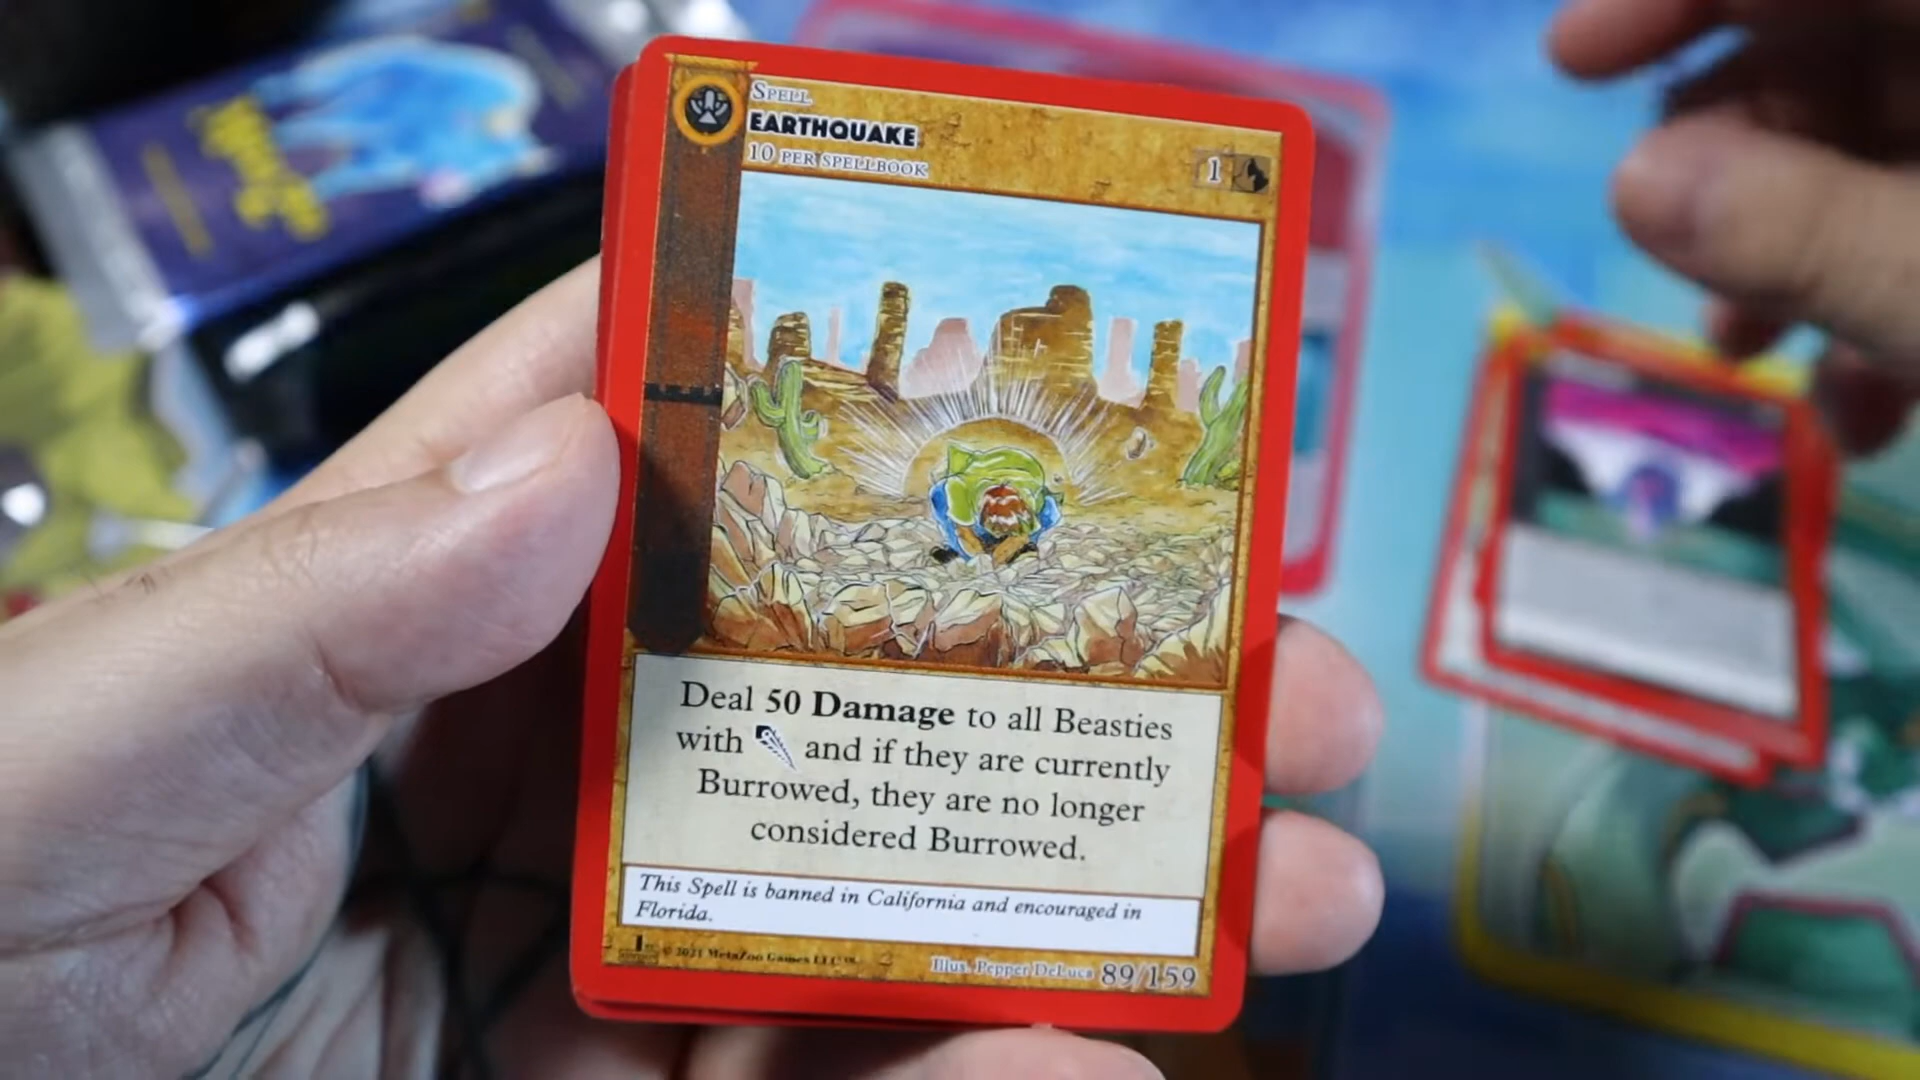 SPELL
EARTHQUAKE
10 PER SPELLBOOK
1
Deal 50 Damage to all Beasties
with and if they are currently
Burrowed, they are no longer
considered Burrowed.
This Spell is banned in California and encouraged in
Florida.
© 2021 MetaZoo Games LLC
Illus. Pepper DeLuca 89/159